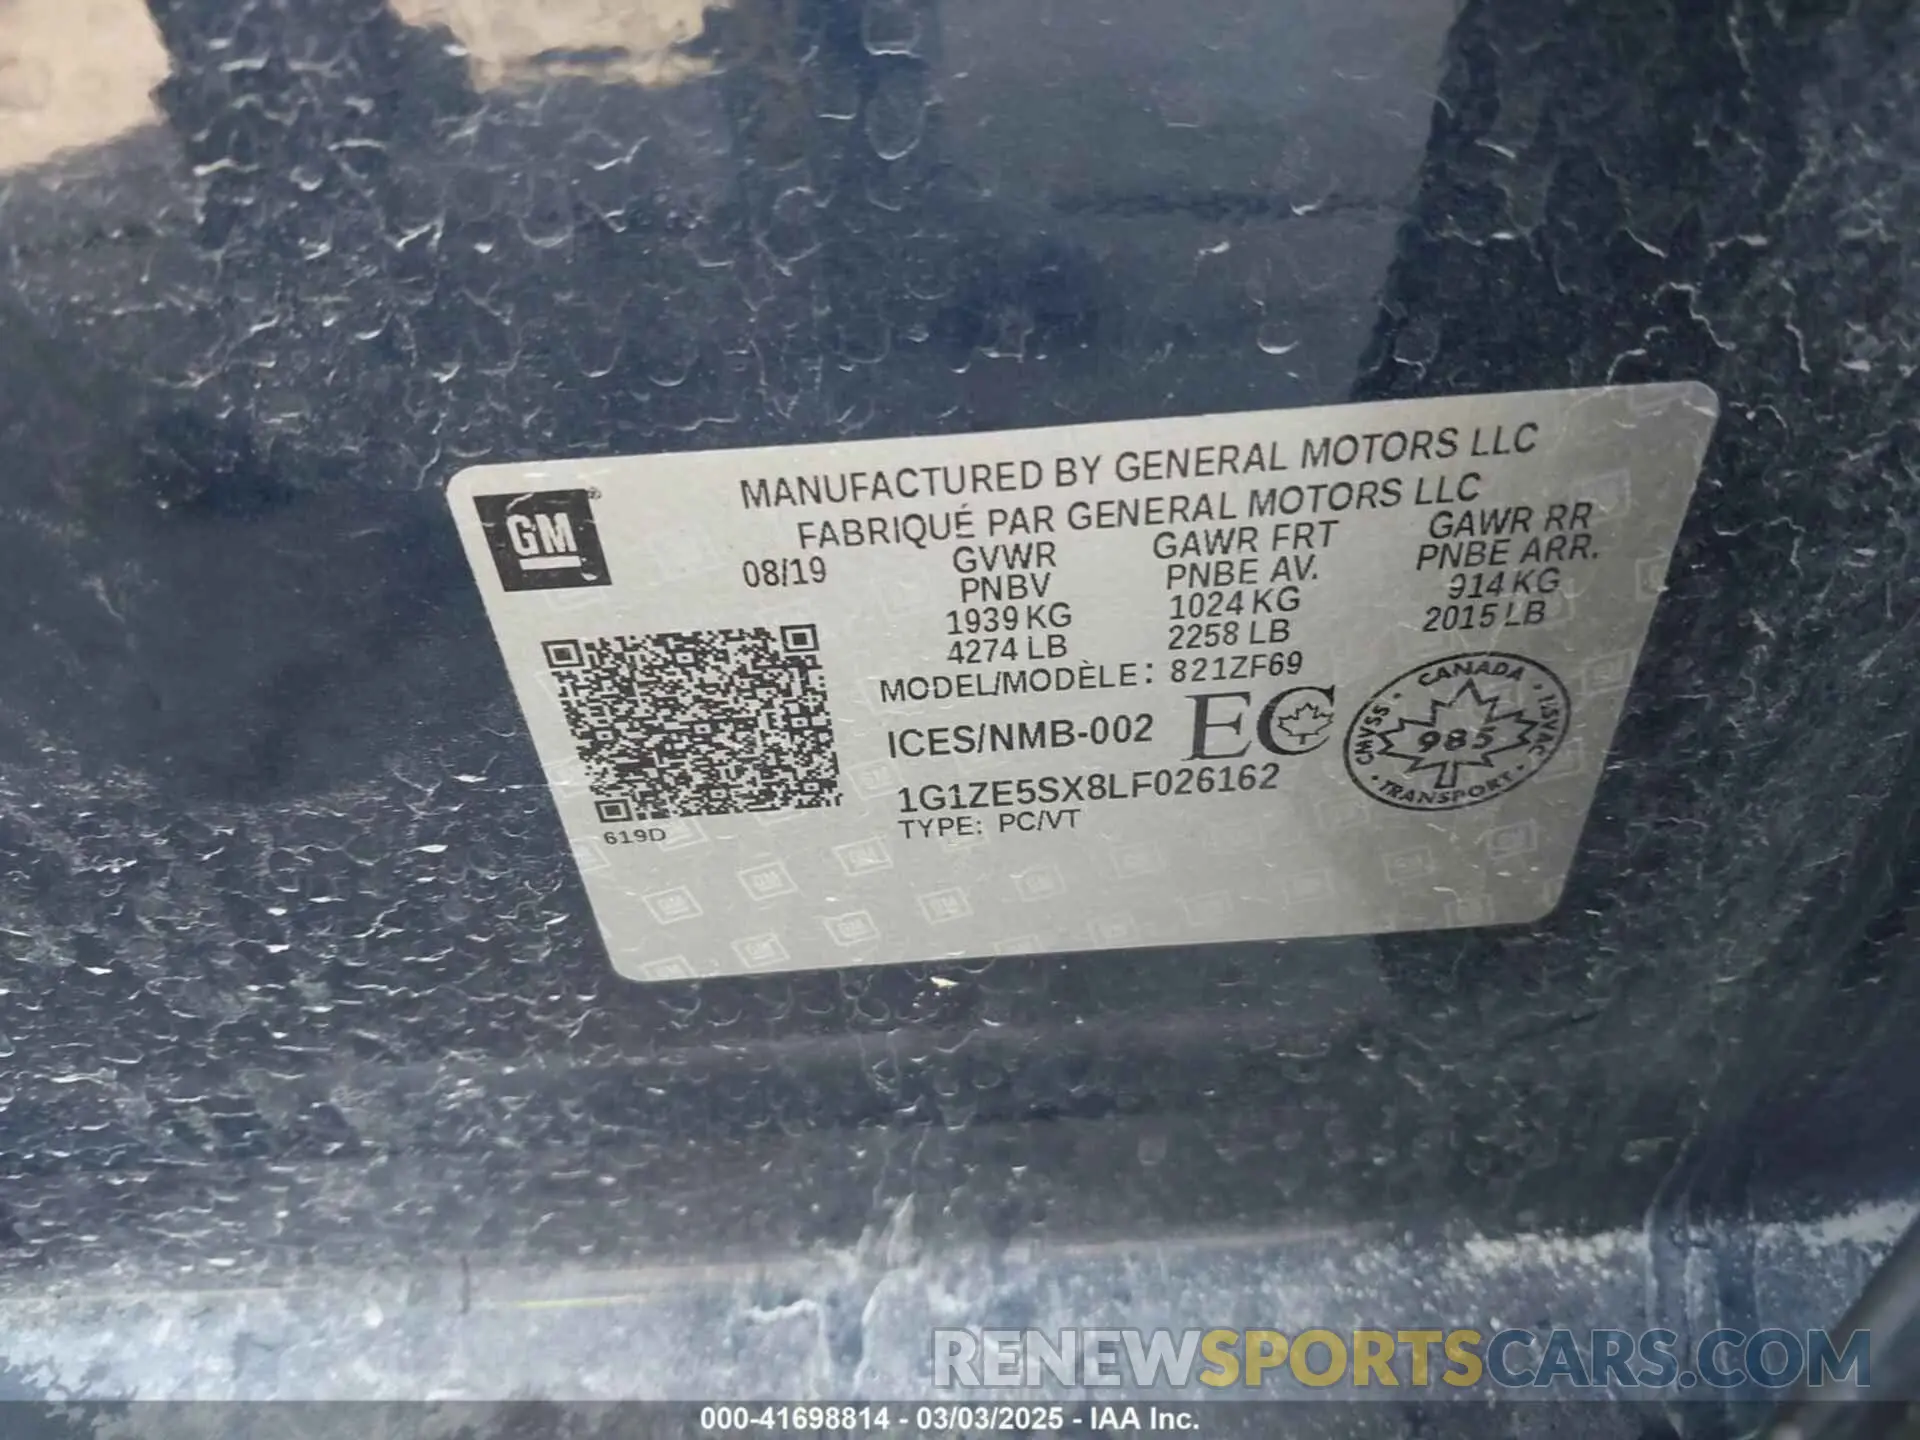 GM®
MANUFACTURED BY GENERAL MOTORS LLC
FABRIQUÉ PAR GENERAL MOTORS LLC
08/19
GVWR
PNBV
1939 KG
4274 LB
GAWR FRT
PNBE AV.
1024 KG
2258 LB
GAWR RR
PNBE ARR.
914 KG
2015 LB
MODEL/MODÈLE: 821ZF69
ICES/NMB-002
EC
1G1ZE5SX8LF026162
TYPE: PC/VT
619D
CANADA
CMVSS
NSVAC
985
TRANSPORT
RENEWSPORTSCARS.COM
000-41698814 - 03/03/2025 - IAA Inc.